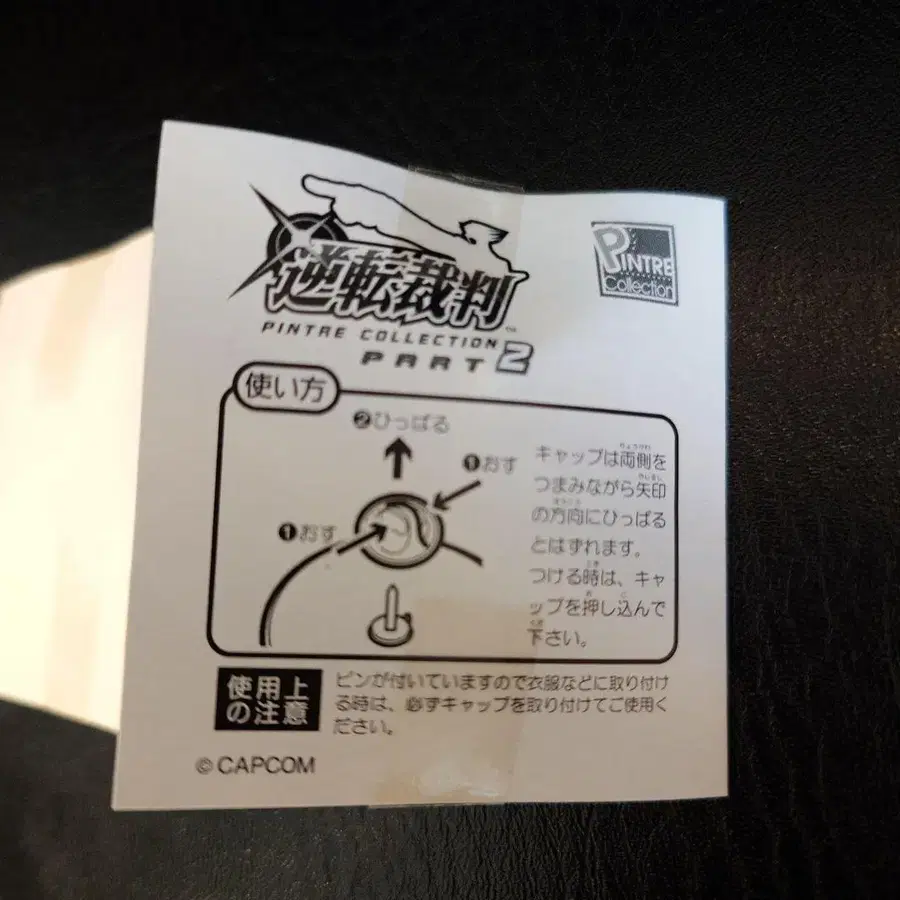 逆転裁判™
PINTRE COLLECTION
PART 2
PINTRE
Collection
使い方
❷ひっぱる
❶おす
❶おす
キャップは両側を
つまみながら矢印
の方向にひっぱる
とはずれます。
つける時は、キャ
ップを押し込んで
下さい。
使用上
の注意
ピンが付いていますので衣服などに取り付け
る時は、必ずキャップを取り付けてご使用く
ださい。
© CAPCOM